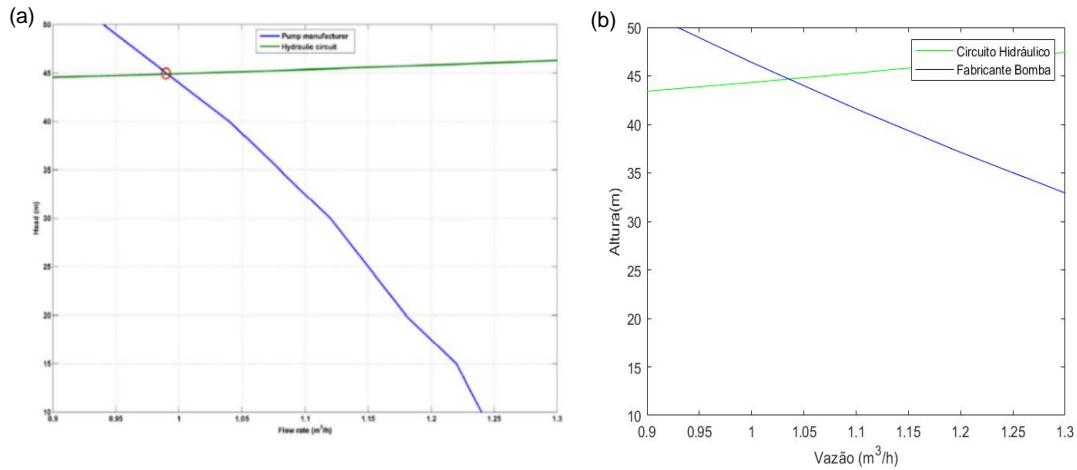 (a)
Pump manufacturer
Hydraulic circuit
50
45
40
35
30
25
20
15
10
Head (m)
0.9 0.95 1 1.05 1.1 1.15 1.2 1.25 1.3
Flow rate (m³/h)
(b)
Circuito Hidráulico
Fabricante Bomba
50
45
40
35
30
25
20
15
10
Altura(m)
0.9 0.95 1 1.05 1.1 1.15 1.2 1.25 1.3
Vazão (m³/h)